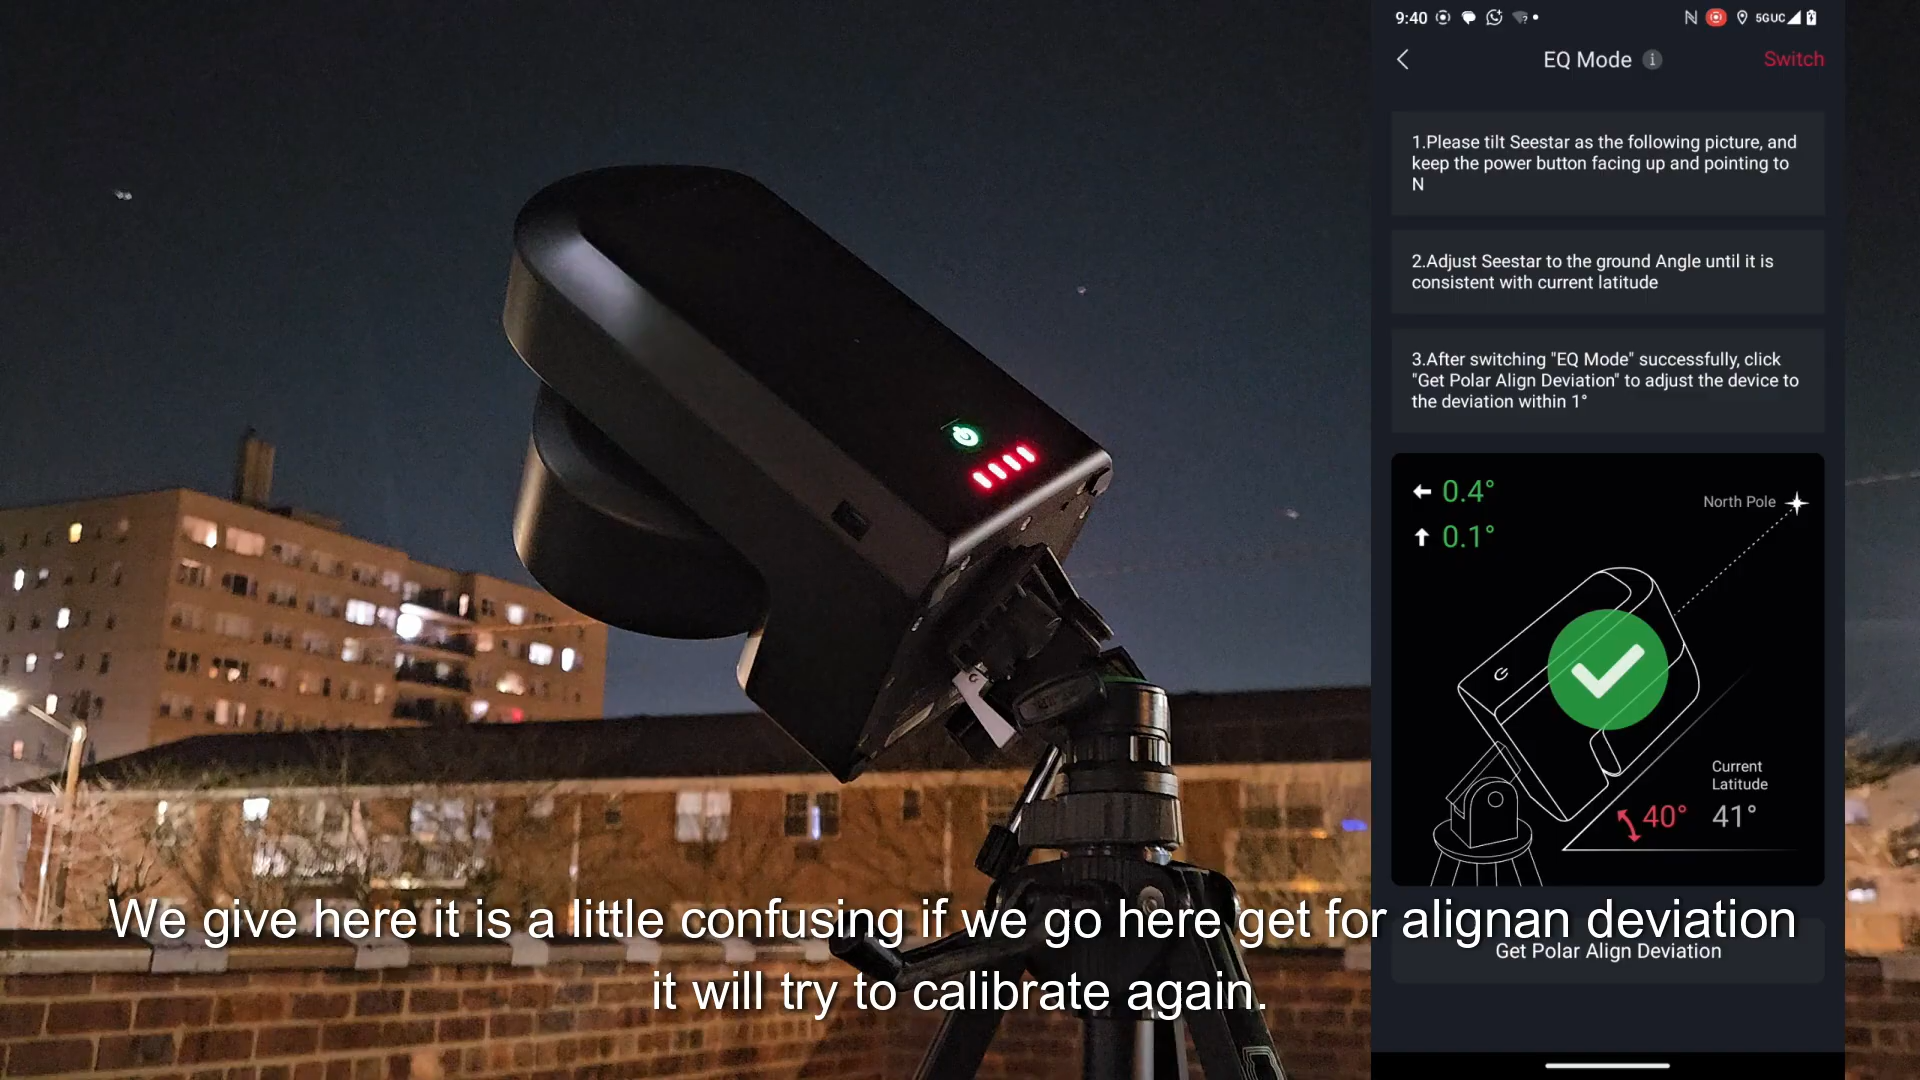 9:40
5GUC
EQ Mode
Switch
1.Please tilt Seestar as the following picture, and
keep the power button facing up and pointing to
N
2.Adjust Seestar to the ground Angle until it is
consistent with current latitude
3.After switching "EQ Mode" successfully, click
"Get Polar Align Deviation" to adjust the device to
the deviation within 1°
0.4°
North Pole
0.1°
Current
Latitude
40° 41°
We give here it is a little confusing if we go here get for alignan deviation
Get Polar Align Deviation
it will try to calibrate again.